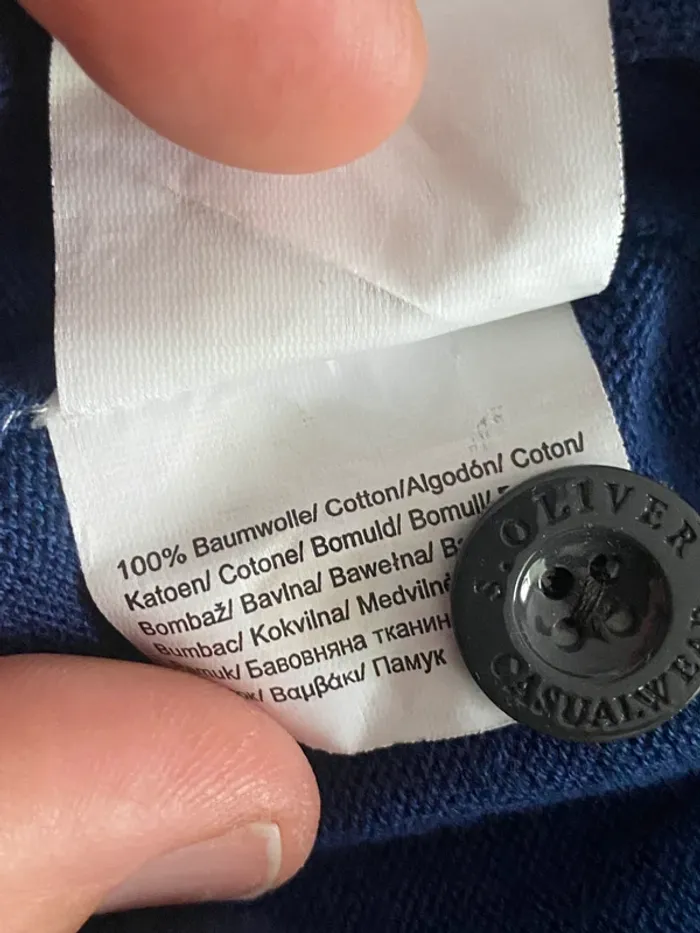 100% Baumwolle/ Cotton/Algodón/ Coton/
Katoen/ Cotone/ Bomuld/ Bomull/
Bombaž/ Bavlna/ Bawełna/
Bumbac/ Kokvilna/ Medvilnė
Бавовняна тканин
Βαμβάκι/ Памук
S.OLIVER
CASUALWEAR